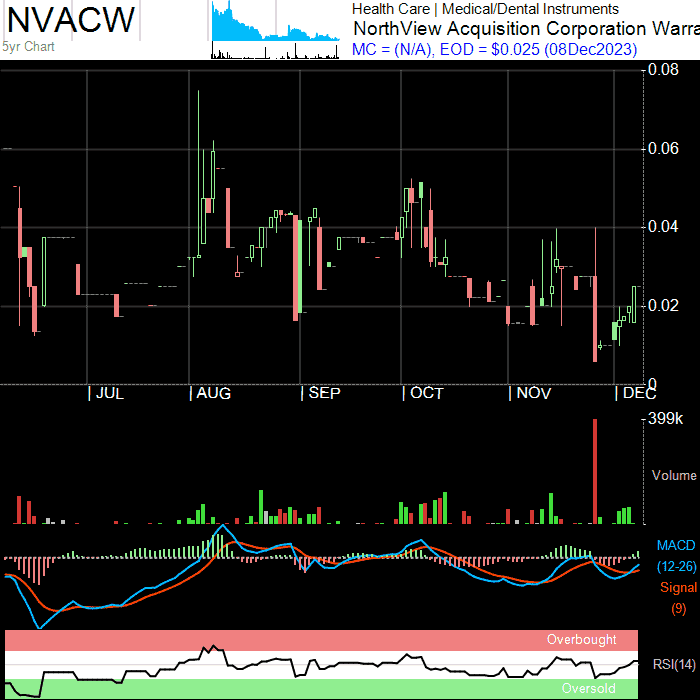 NVACW
5yr Chart
Health Care | Medical/Dental Instruments
NorthView Acquisition Corporation Warra
MC = (N/A), EOD = $0.025 (08Dec2023)
0.08
0.06
0.04
0.02
0
JUL AUG SEP OCT NOV DEC
399k
Volume
MACD
(12-26)
Signal
(9)
Overbought
RSI(14)
Oversold